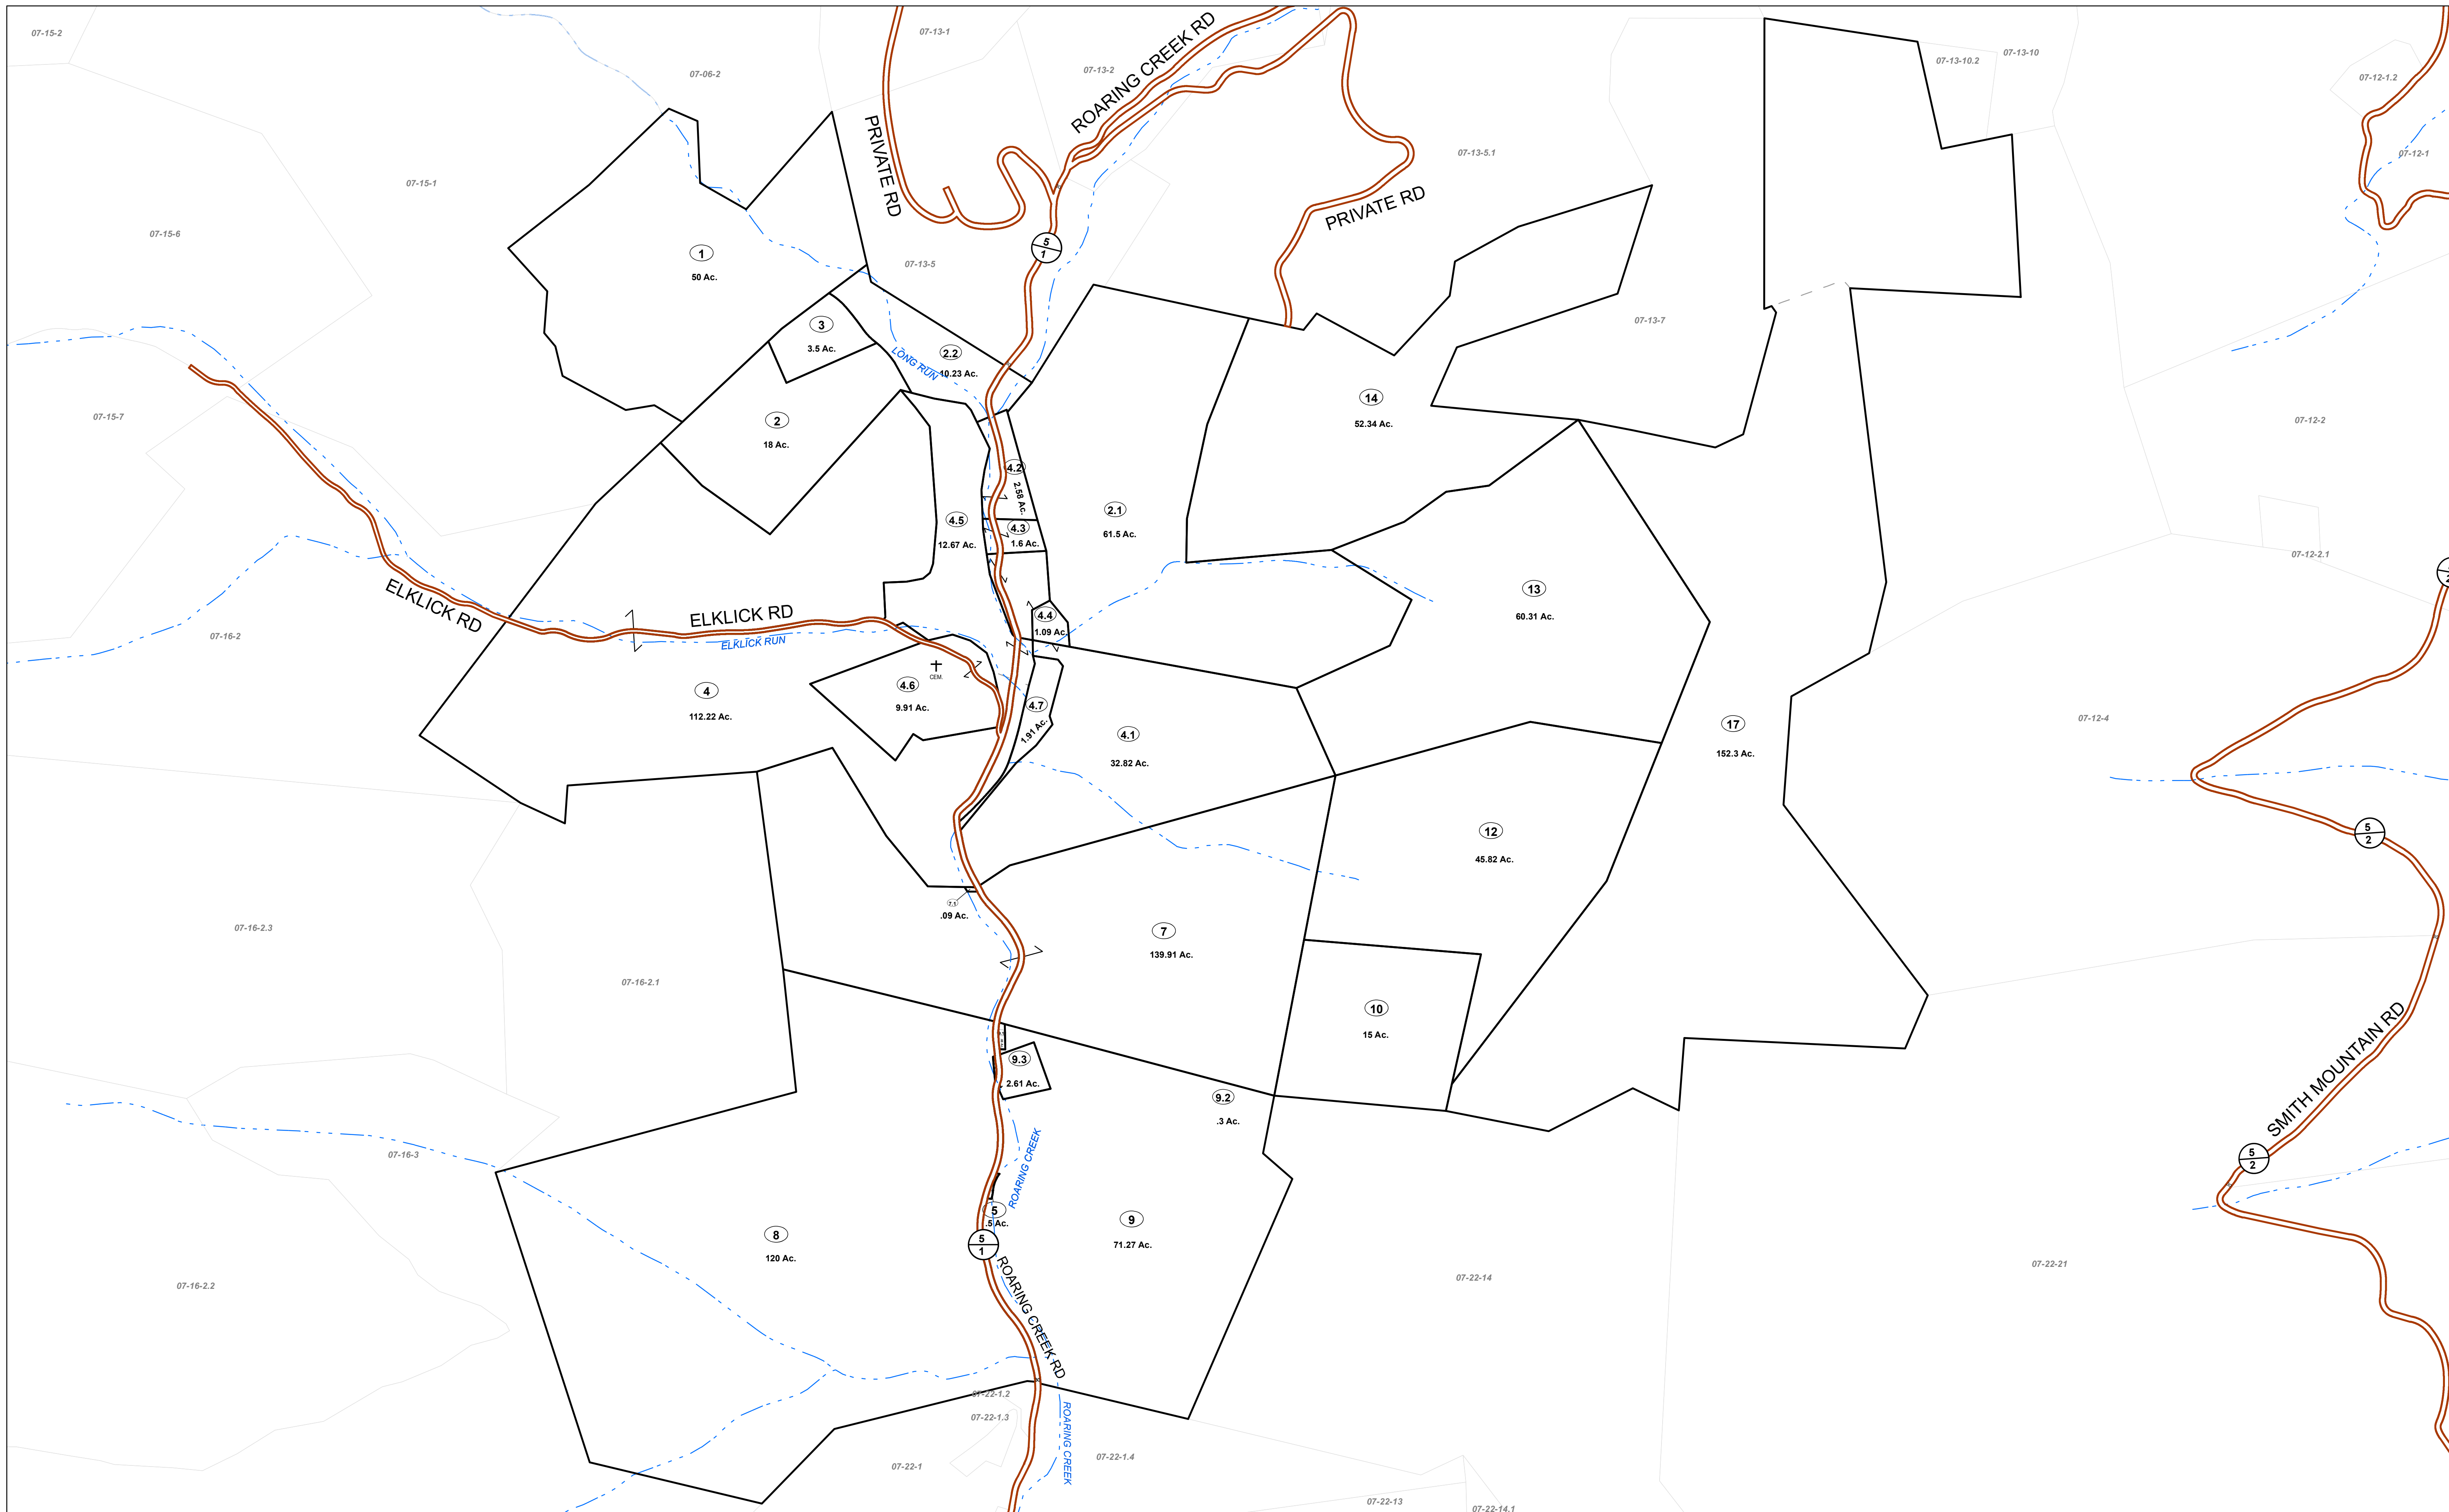 07-15-2
07-13-1
ROARING CREEK RD
07-13-10
07-13-10.2
07-06-2
07-13-2
07-12-1.2
PRIVATE RD
07-13-5.1
07-12-1
07-15-1
PRIVATE RD
07-15-6
5
1
1
50 Ac.
07-13-5
3
3.5 Ac.
2.2
10.23 Ac.
LONG RUN
07-13-7
14
52.34 Ac.
07-15-7
2
18 Ac.
07-12-2
4.2
2.58 Ac.
2.1
61.5 Ac.
4.5
12.67 Ac.
4.3
1.6 Ac.
07-12-2.1
13
60.31 Ac.
ELKLICK RD
ELKLICK RD
ELKLICK RUN
4.4
1.09 Ac.
07-16-2
CEM.
4.6
9.91 Ac.
4
112.22 Ac.
4.7
1.91 Ac.
4.1
32.82 Ac.
17
152.3 Ac.
07-12-4
12
45.82 Ac.
5
2
7.1
.09 Ac.
7
139.91 Ac.
07-16-2.3
07-16-2.1
10
15 Ac.
9.3
2.61 Ac.
9.2
.3 Ac.
SMITH MOUNTAIN RD
07-16-3
5
2
ROARING CREEK
5
.5 Ac.
9
71.27 Ac.
8
120 Ac.
5
1
ROARING CREEK RD
07-16-2.2
07-22-14
07-22-21
07-22-1.2
07-22-1.3
ROARING CREEK
07-22-1
07-22-1.4
07-22-13
07-22-14.1